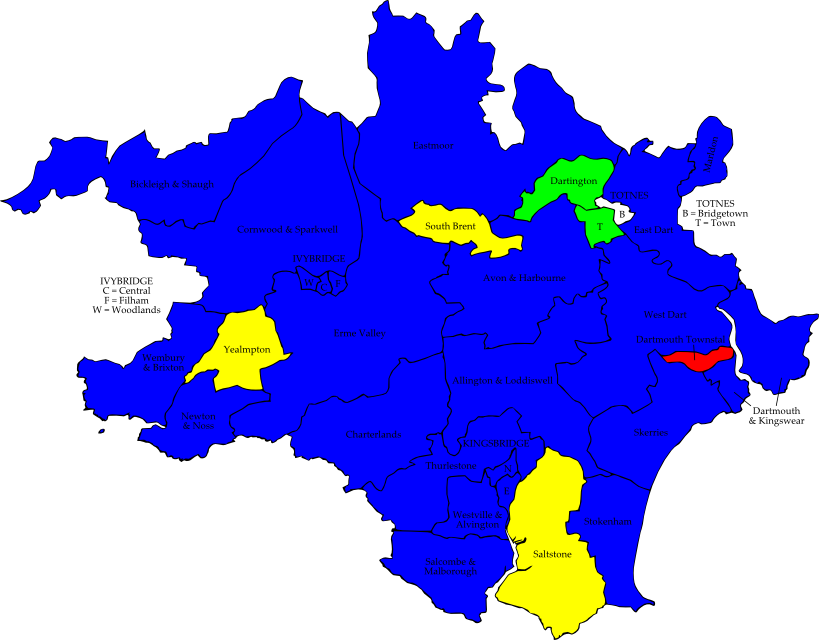 Eastmoor
Marldon
Bickleigh & Shaugh
Dartington
TOTNES
TOTNES
B = Bridgetown
T = Town
B
T
South Brent
East Dart
Cornwood & Sparkwell
IVYBRIDGE
W
C
F
IVYBRIDGE
C = Central
F = Filham
W = Woodlands
Avon & Harbourne
West Dart
Erme Valley
Dartmouth Townstal
Yealmpton
Wembury
& Brixton
Allington & Loddiswell
Dartmouth
& Kingswear
Newton
& Noss
Charterlands
Skerries
KINGSBRIDGE
Thurlestone
N
Westville &
Alvington
Stokenham
Saltstone
Salcombe &
Malborough